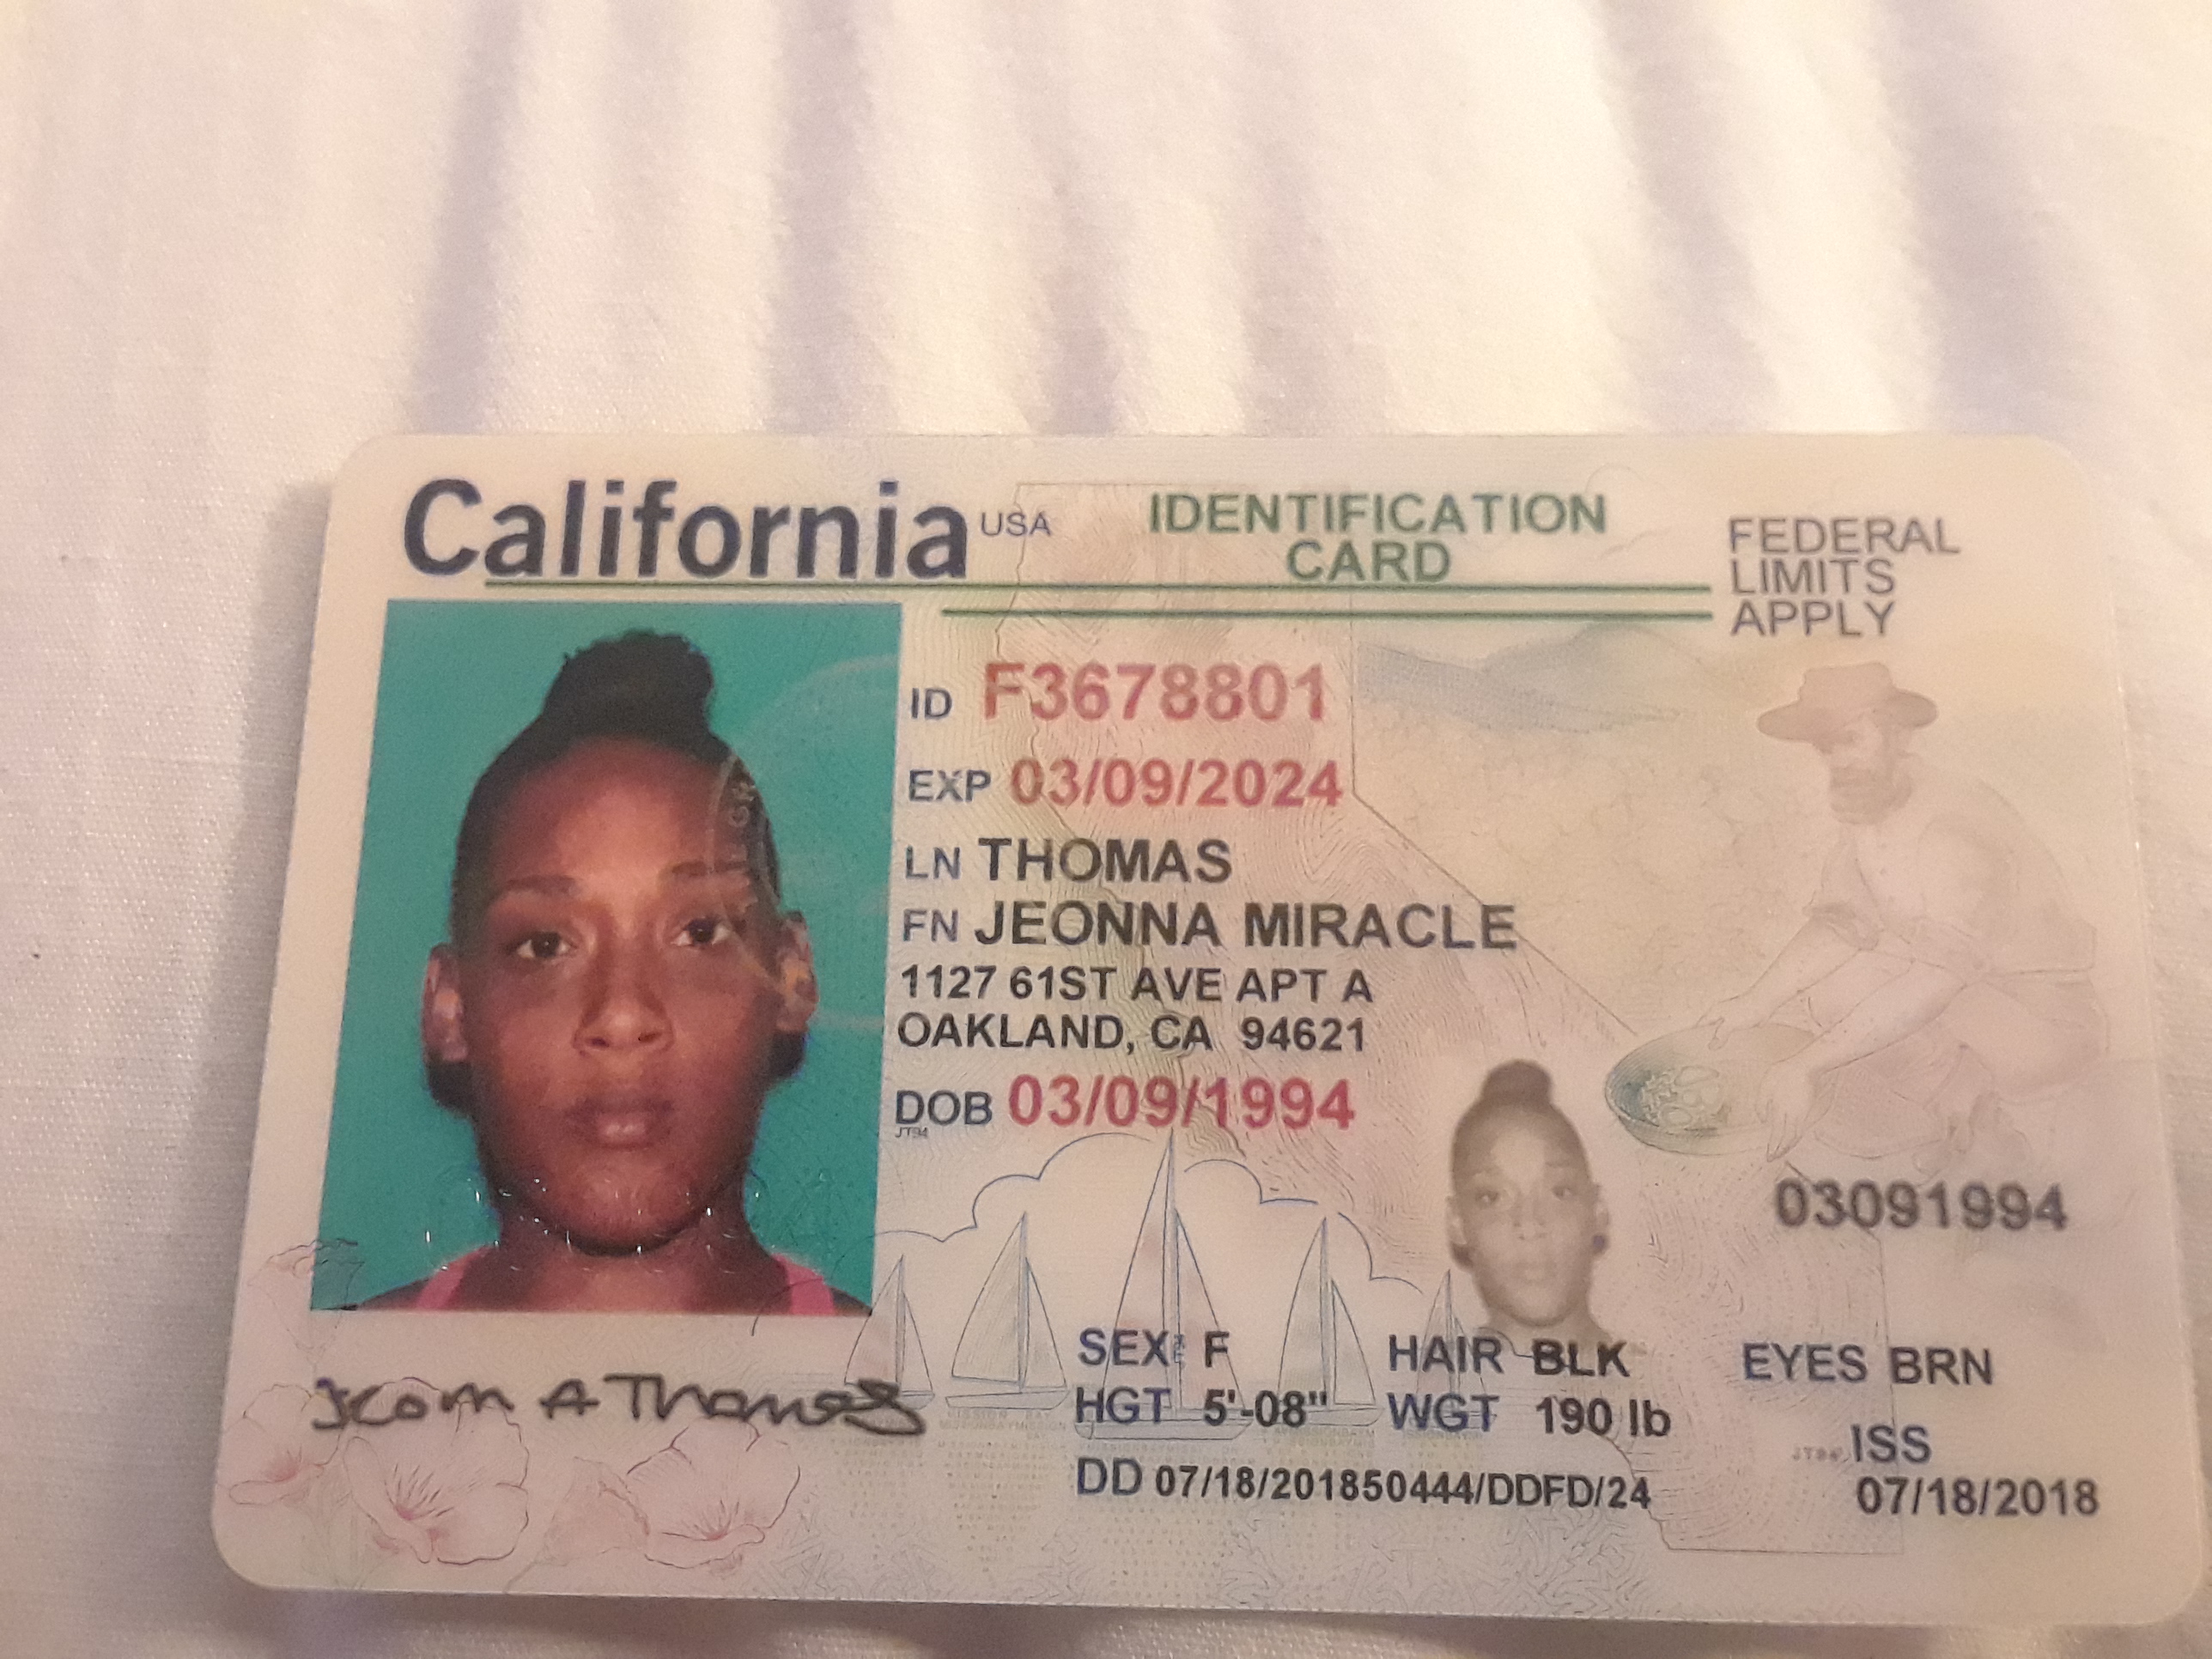 California USA IDENTIFICATION CARD
FEDERAL LIMITS APPLY
ID F3678801
EXP 03/09/2024
LN THOMAS
FN JEONNA MIRACLE
1127 61ST AVE APT A
OAKLAND, CA 94621
DOB 03/09/1994
03091994
SEX F HAIR BLK EYES BRN
HGT 5'-08" WGT 190 lb
ISS
DD 07/18/201850444/DDFD/24 07/18/2018